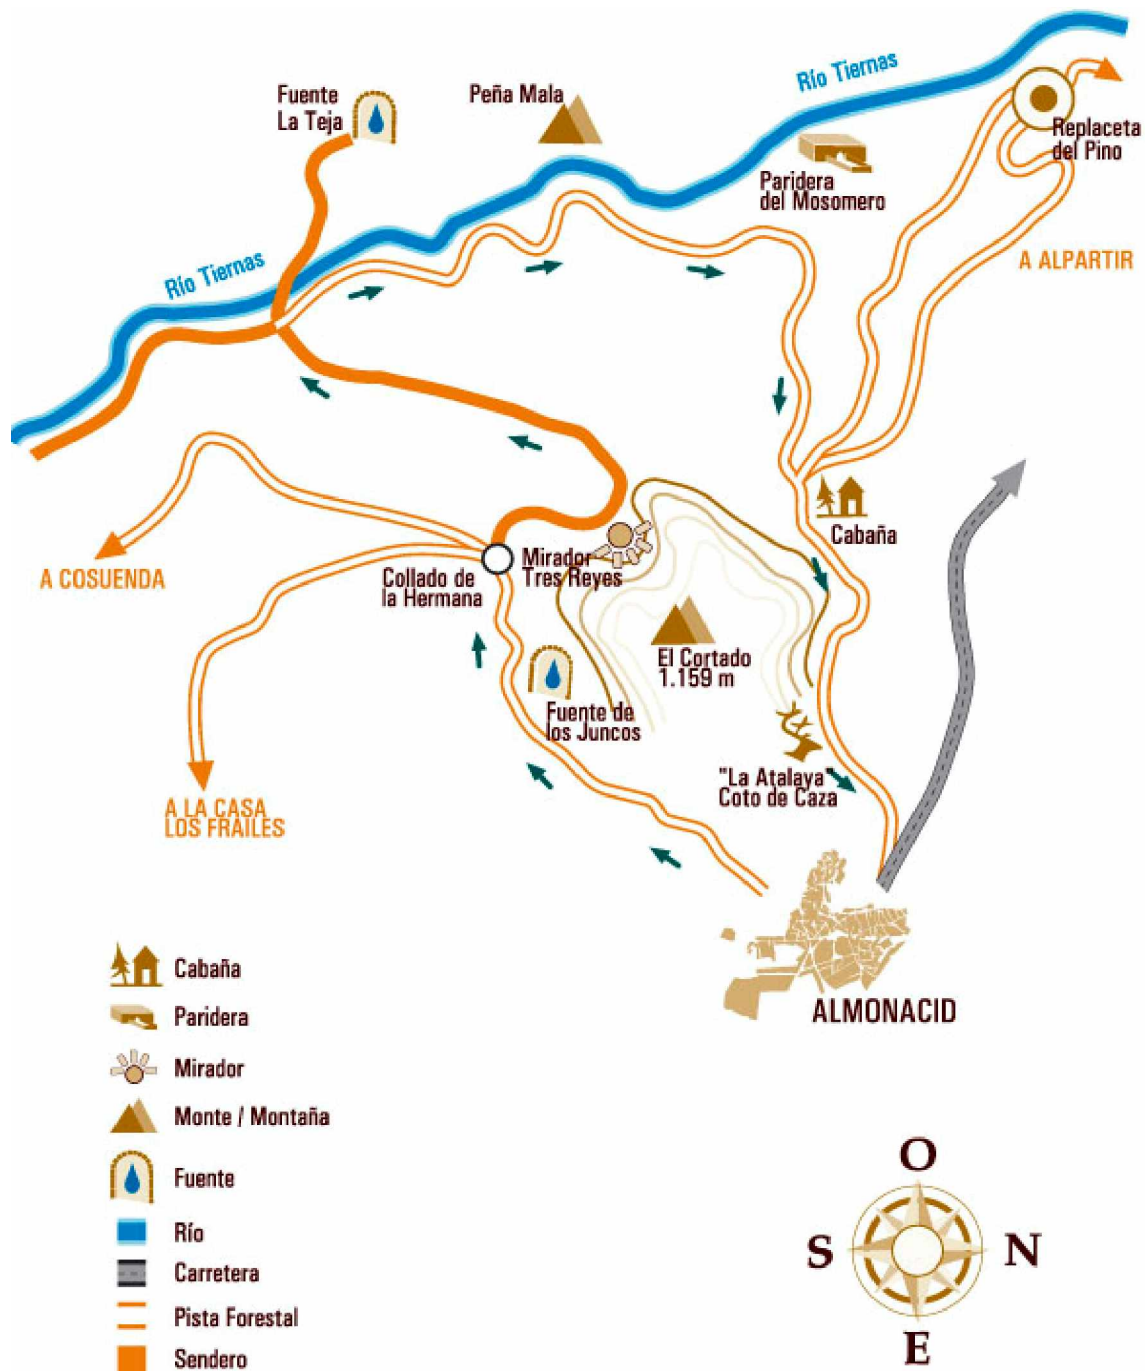 Fuente
La Teja
Peña Mala
Río Tiernas
Replaceta
del Pino
Paridera
del Mosomero
Río Tiernas
A ALPARTIR
Cabaña
A COSUENDA
Collado de
la Hermana
Mirador
Tres Reyes
El Cortado
1.159 m
Fuente de
los Juncos
"La Atalaya"
Coto de Caza
A LA CASA
LOS FRAILES
ALMONACID
Cabaña
Paridera
Mirador
Monte / Montaña
Fuente
Río
Carretera
Pista Forestal
Sendero
O
S
N
E